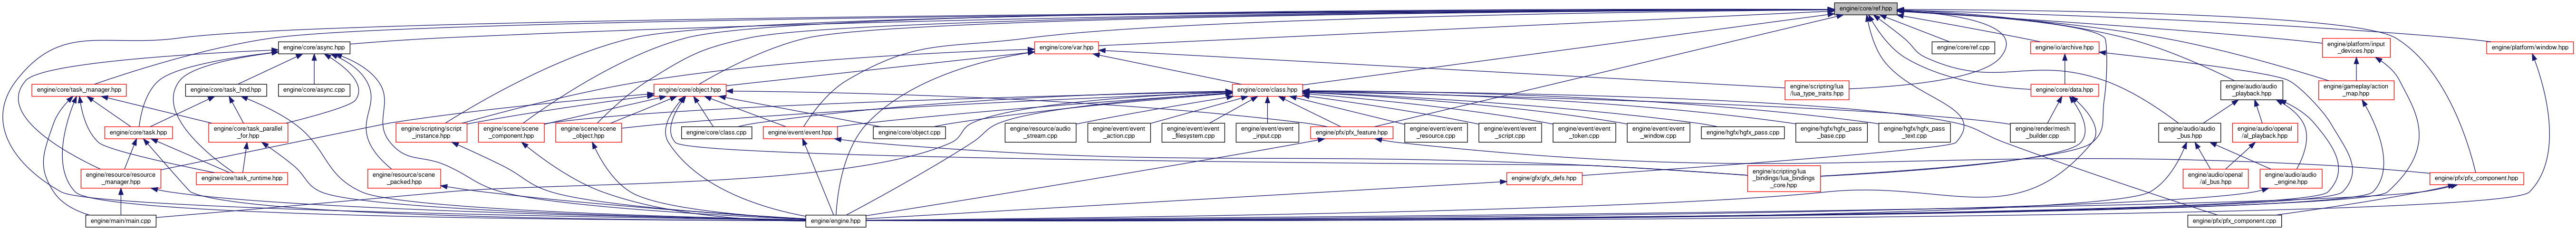 engine/core/ref.hpp
engine/core/async.hpp
engine/core/var.hpp
engine/core/ref.cpp
engine/io/archive.hpp
engine/platform/input
_devices.hpp
engine/platform/window.hpp
engine/core/task_manager.hpp
engine/core/task_hnd.hpp
engine/core/async.cpp
engine/core/object.hpp
engine/core/class.hpp
engine/scripting/lua
/lua_type_traits.hpp
engine/core/data.hpp
engine/audio/audio
_playback.hpp
engine/gameplay/action
_map.hpp
engine/core/task.hpp
engine/core/task_parallel
_for.hpp
engine/scripting/script
_instance.hpp
engine/scene/scene
_component.hpp
engine/scene/scene
_object.hpp
engine/core/class.cpp
engine/event/event.hpp
engine/core/object.cpp
engine/resource/audio
_stream.cpp
engine/event/event
_action.cpp
engine/event/event
_filesystem.cpp
engine/event/event
_input.cpp
engine/pfx/pfx_feature.hpp
engine/event/event
_resource.cpp
engine/event/event
_script.cpp
engine/event/event
_token.cpp
engine/event/event
_window.cpp
engine/hgfx/hgfx_pass.cpp
engine/hgfx/hgfx_pass
_base.cpp
engine/hgfx/hgfx_pass
_text.cpp
engine/render/mesh
_builder.cpp
engine/audio/audio
_bus.hpp
engine/audio/openal
/al_playback.hpp
engine/resource/resource
_manager.hpp
engine/core/task_runtime.hpp
engine/resource/scene
_packed.hpp
engine/gfx/gfx_defs.hpp
engine/scripting/lua
_bindings/lua_bindings
_core.hpp
engine/audio/openal
/al_bus.hpp
engine/audio/audio
_engine.hpp
engine/pfx/pfx_component.hpp
engine/main/main.cpp
engine/engine.hpp
engine/pfx/pfx_component.cpp